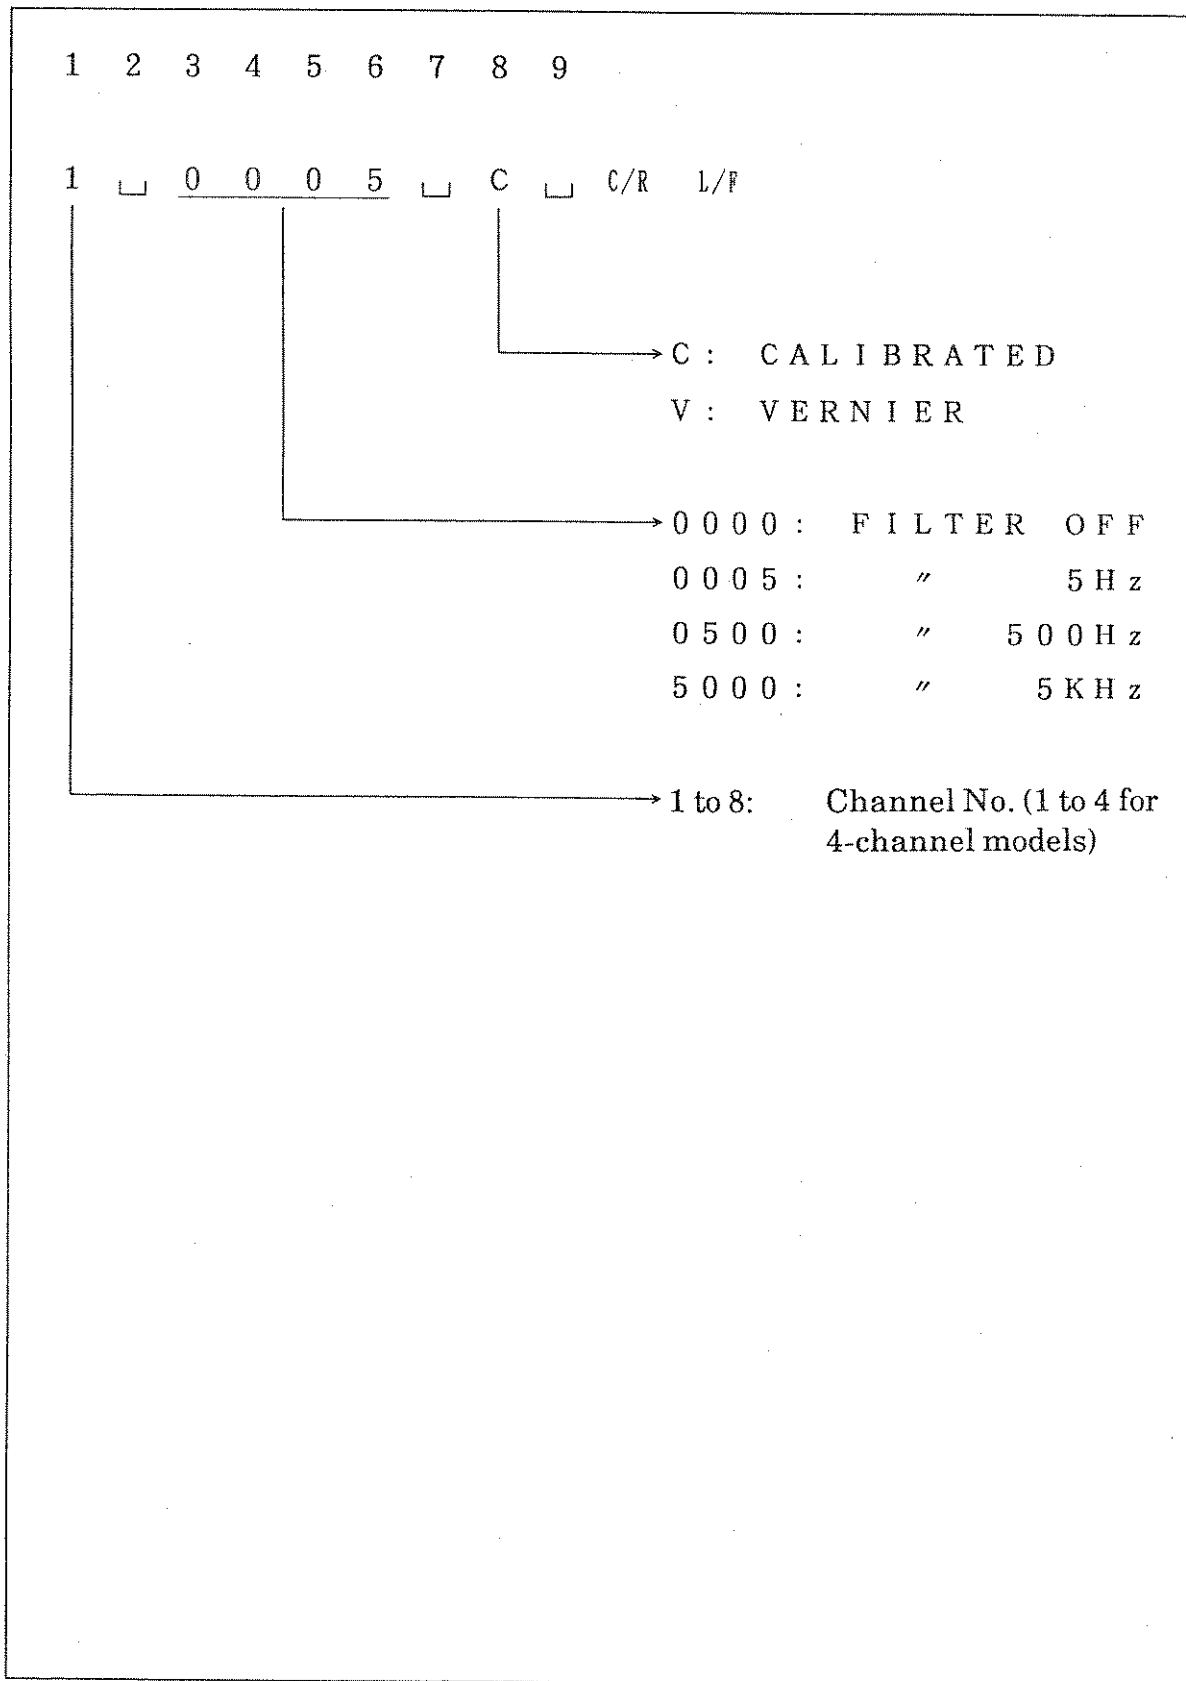 1 2 3 4 5 6 7 8 9
1 ␣ 0 0 0 5 ␣ C ␣ C/R L/F
C: CALIBRATED
V: VERNIER
0000: FILTER OFF
0005: 〃 5Hz
0500: 〃 500Hz
5000: 〃 5KHz
1 to 8: Channel No. (1 to 4 for
4-channel models)